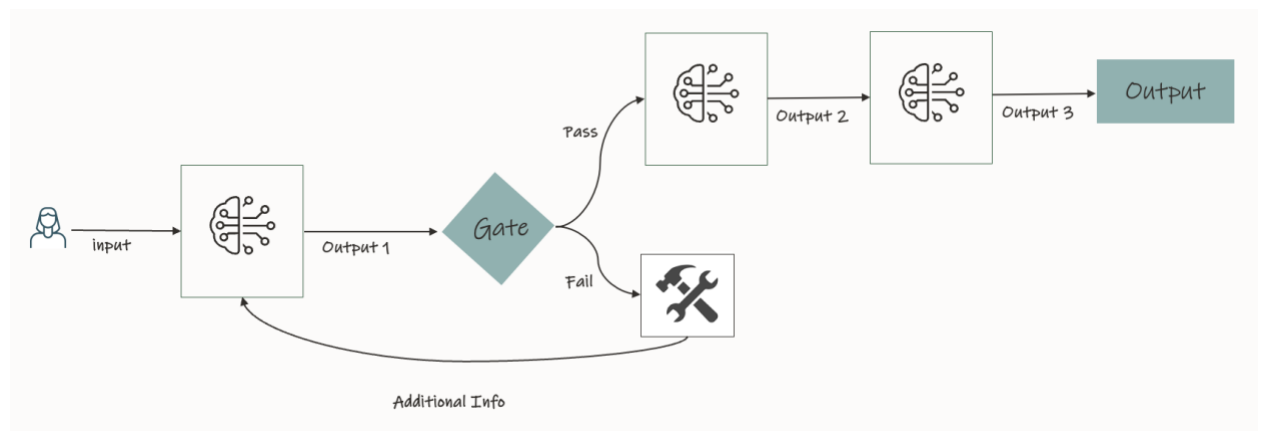 input
Output 1
Gate
Pass
Fail
Output 2
Output 3
Output
Additional Info